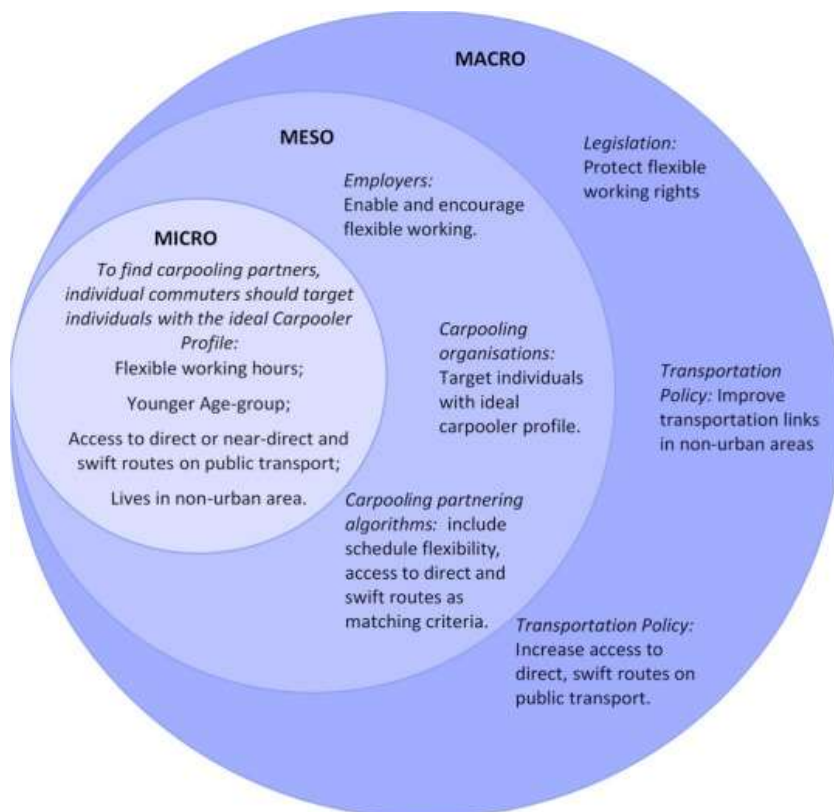 MACRO
Legislation:
Protect flexible
working rights
Transportation
Policy: Improve
transportation links
in non-urban areas
Transportation Policy:
Increase access to
direct, swift routes on
public transport.
MESO
Employers:
Enable and encourage
flexible working.
Carpooling
organisations:
Target individuals
with ideal
carpooler profile.
Carpooling partnering
algorithms: include
schedule flexibility,
access to direct and
swift routes as
matching criteria.
MICRO
To find carpooling partners,
individual commuters should target
individuals with the ideal Carpooler
Profile:
Flexible working hours;
Younger Age-group;
Access to direct or near-direct and
swift routes on public transport;
Lives in non-urban area.